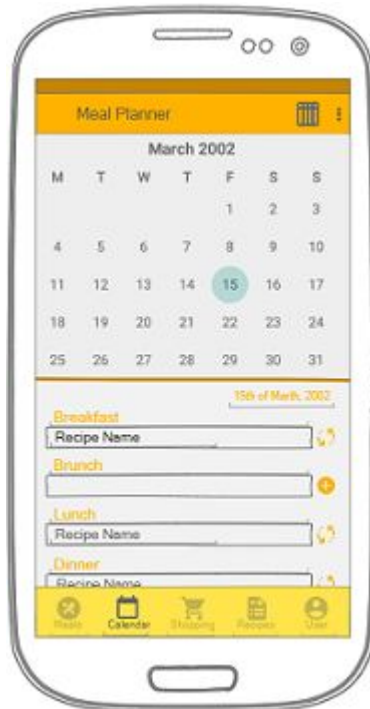 Meal Planner
March 2002
M T W T F S S
1 2 3
4 5 6 7 8 9 10
11 12 13 14 15 16 17
18 19 20 21 22 23 24
25 26 27 28 29 30 31
15th of March, 2002
Breakfast
Recipe Name
Brunch
Lunch
Recipe Name
Dinner
Recipe Name
Meals Calendar Shopping Recipes User